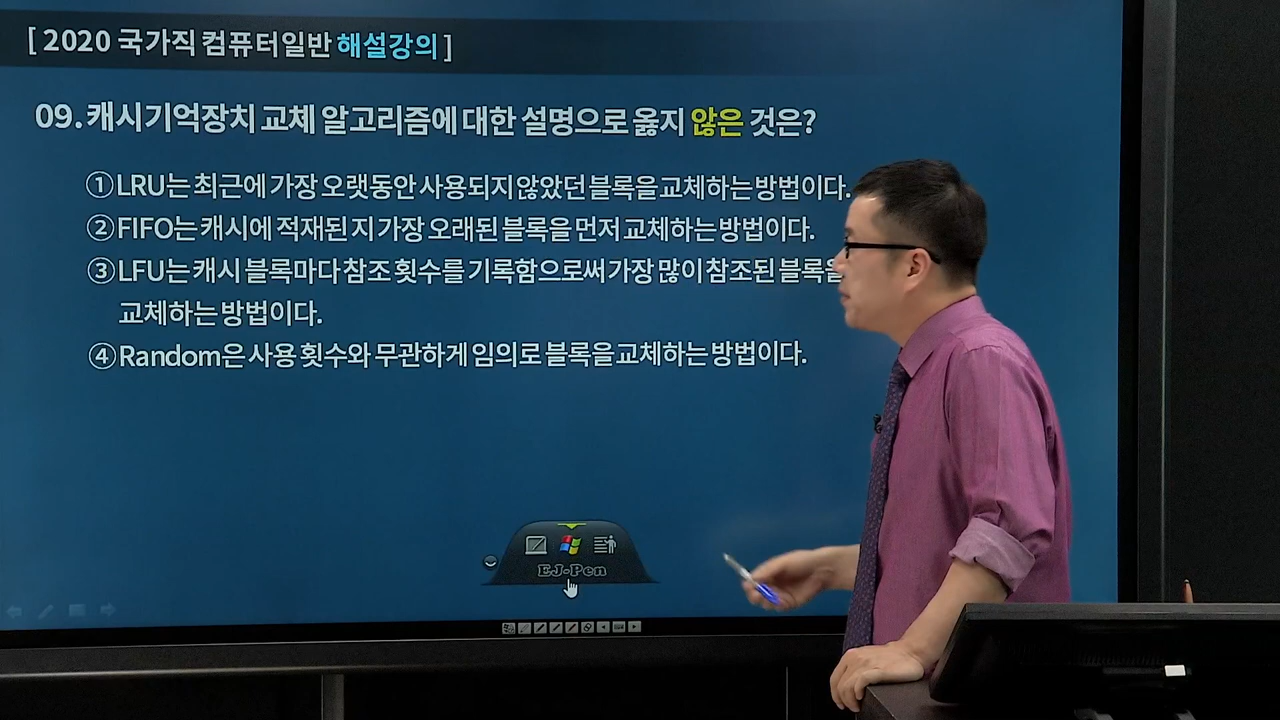 [ 2020 국가직 컴퓨터일반 해설강의 ]
09. 캐시기억장치 교체 알고리즘에 대한 설명으로 옳지 않은 것은?
① LRU는 최근에 가장 오랫동안 사용되지 않았던 블록을 교체하는 방법이다.
② FIFO는 캐시에 적재된 지 가장 오래된 블록을 먼저 교체하는 방법이다.
③ LFU는 캐시 블록마다 참조 횟수를 기록함으로써 가장 많이 참조된 블록을
교체하는 방법이다.
④ Random은 사용 횟수와 무관하게 임의로 블록을 교체하는 방법이다.
EJ-Pen